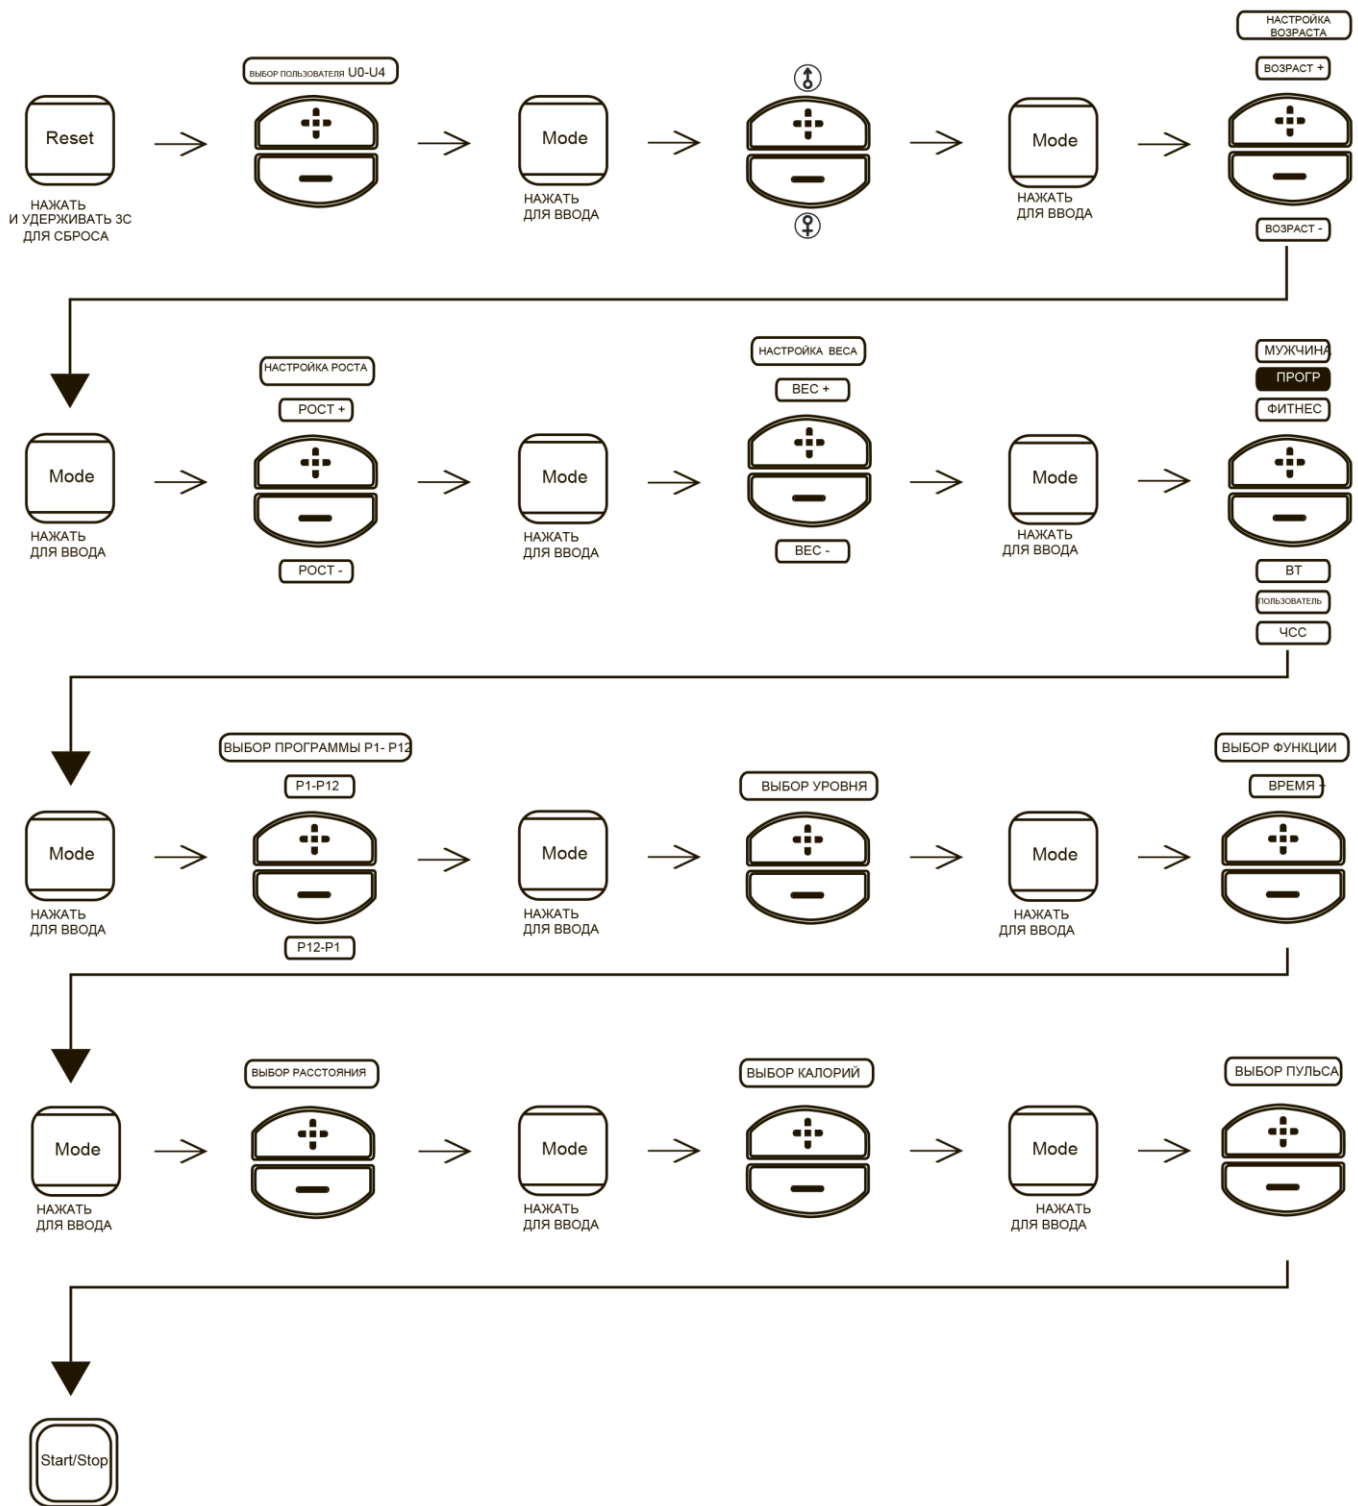 НАСТРОЙКА
ВОЗРАСТА
ВЫБОР ПОЛЬЗОВАТЕЛЯ U0-U4
ВОЗРАСТ +
Reset
Mode
Mode
НАЖАТЬ
И УДЕРЖИВАТЬ 3С
ДЛЯ СБРОСА
НАЖАТЬ
ДЛЯ ВВОДА
НАЖАТЬ
ДЛЯ ВВОДА
ВОЗРАСТ -
НАСТРОЙКА РОСТА
РОСТ +
НАСТРОЙКА ВЕСА
ВЕС +
МУЖЧИНА
ПРОГР
ФИТНЕС
Mode
Mode
Mode
НАЖАТЬ
ДЛЯ ВВОДА
РОСТ -
НАЖАТЬ
ДЛЯ ВВОДА
ВЕС -
НАЖАТЬ
ДЛЯ ВВОДА
ВТ
ПОЛЬЗОВАТЕЛЬ
ЧСС
ВЫБОР ПРОГРАММЫ P1- P12
P1-P12
ВЫБОР УРОВНЯ
ВЫБОР ФУНКЦИИ
ВРЕМЯ +
Mode
Mode
Mode
НАЖАТЬ
ДЛЯ ВВОДА
P12-P1
НАЖАТЬ
ДЛЯ ВВОДА
НАЖАТЬ
ДЛЯ ВВОДА
ВЫБОР РАССТОЯНИЯ
ВЫБОР КАЛОРИЙ
ВЫБОР ПУЛЬСА
Mode
Mode
Mode
НАЖАТЬ
ДЛЯ ВВОДА
НАЖАТЬ
ДЛЯ ВВОДА
НАЖАТЬ
ДЛЯ ВВОДА
Start/Stop